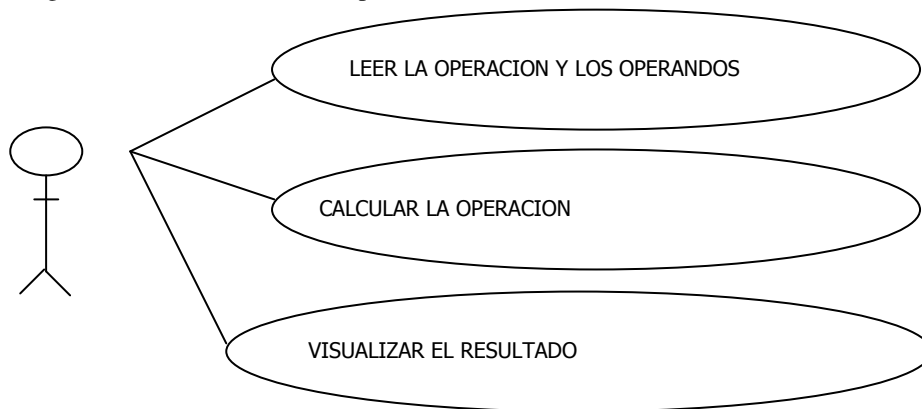 LEER LA OPERACION Y LOS OPERANDOS
CALCULAR LA OPERACION
VISUALIZAR EL RESULTADO